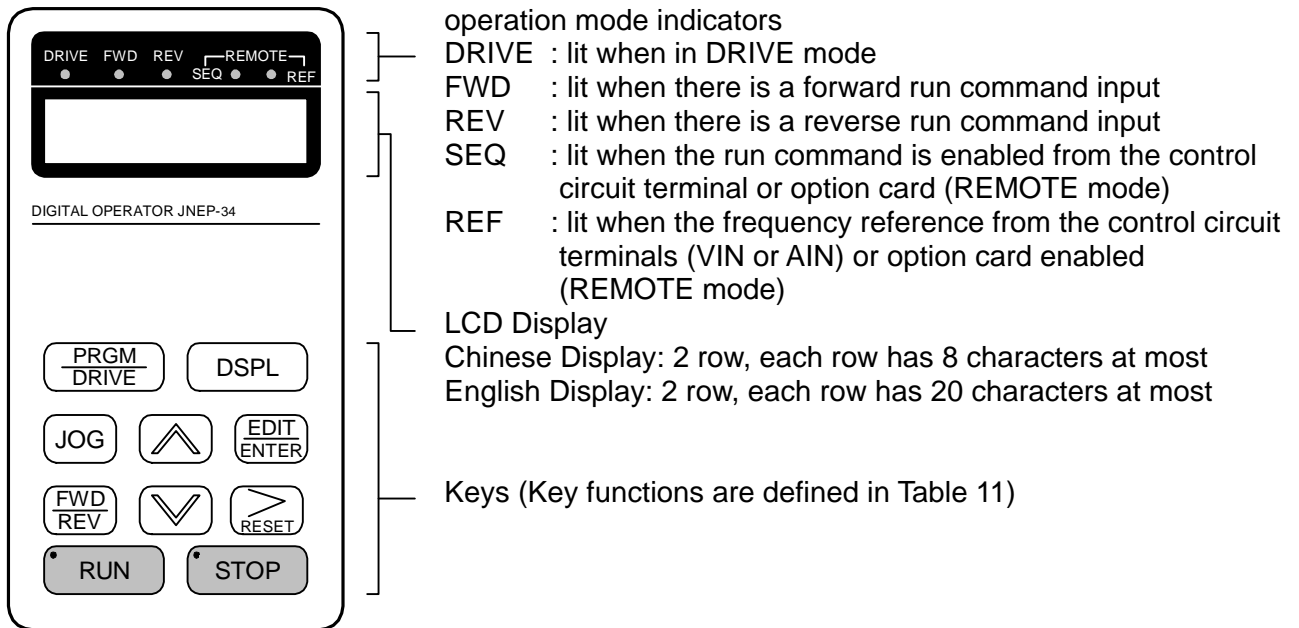 DRIVE FWD REV REMOTE
SEQ REF
DIGITAL OPERATOR JNEP-34
PRGM
DRIVE
DSPL
JOG
EDIT
ENTER
FWD
REV
RESET
RUN
STOP
operation mode indicators
DRIVE : lit when in DRIVE mode
FWD : lit when there is a forward run command input
REV : lit when there is a reverse run command input
SEQ : lit when the run command is enabled from the control
circuit terminal or option card (REMOTE mode)
REF : lit when the frequency reference from the control circuit
terminals (VIN or AIN) or option card enabled
(REMOTE mode)
LCD Display
Chinese Display: 2 row, each row has 8 characters at most
English Display: 2 row, each row has 20 characters at most
Keys (Key functions are defined in Table 11)